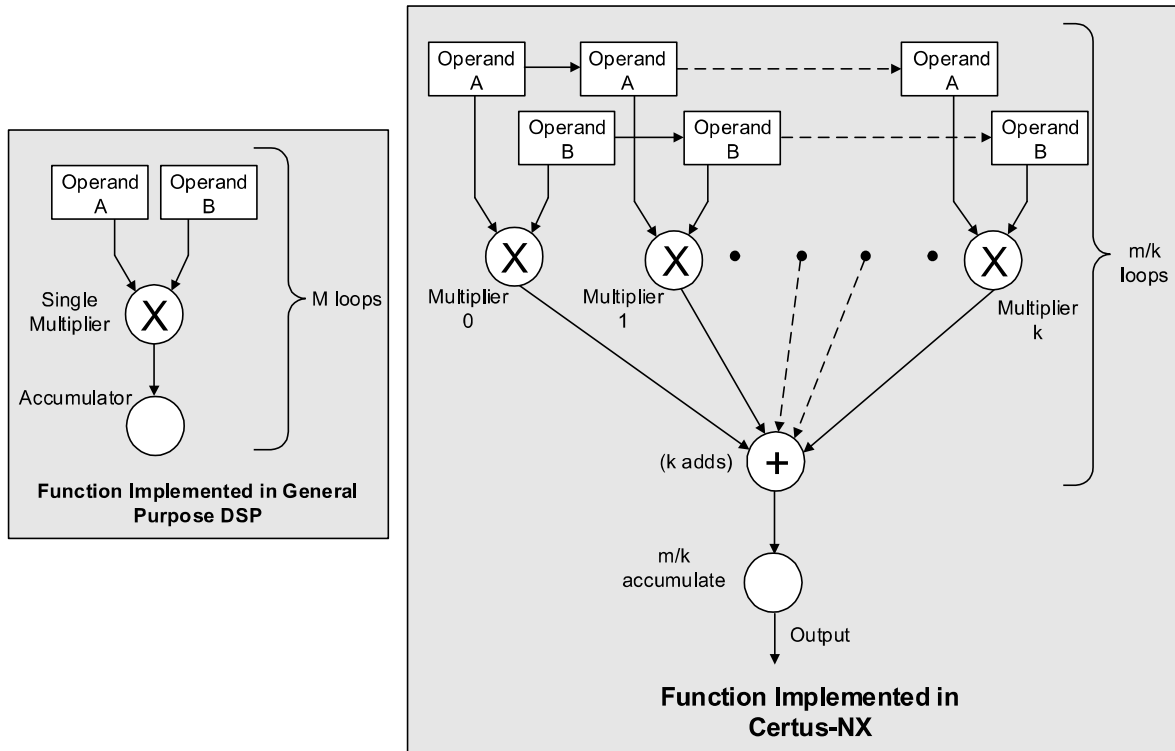 Operand
A
Operand
B
Single
Multiplier
X
M loops
Accumulator
Function Implemented in General
Purpose DSP
Operand
A
Operand
A
Operand
A
Operand
B
Operand
B
Operand
B
X
X
X
m/k
loops
Multiplier
0
Multiplier
1
Multiplier
k
(k adds)
+
m/k
accumulate
Output
Function Implemented in
Certus-NX